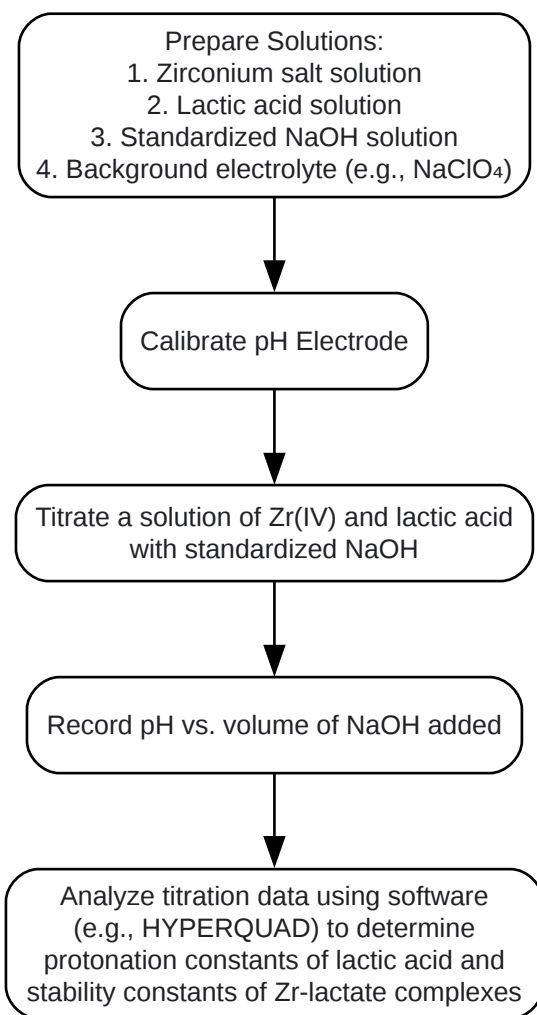 Prepare Solutions:
1. Zirconium salt solution
2. Lactic acid solution
3. Standardized NaOH solution
4. Background electrolyte (e.g., NaClO₄)
Calibrate pH Electrode
Titrate a solution of Zr(IV) and lactic acid
with standardized NaOH
Record pH vs. volume of NaOH added
Analyze titration data using software
(e.g., HYPERQUAD) to determine
protonation constants of lactic acid and
stability constants of Zr-lactate complexes